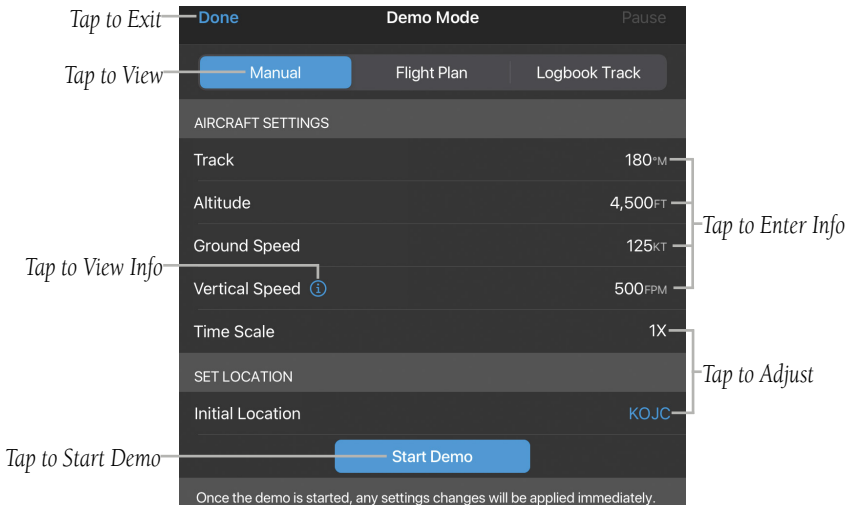 Tap to Exit
Done Demo Mode Pause
Tap to View
Manual Flight Plan Logbook Track
AIRCRAFT SETTINGS
Track 180°M
Altitude 4,500FT
Tap to Enter Info
Ground Speed 125KT
Tap to View Info
Vertical Speed i 500FPM
Time Scale 1X
SET LOCATION
Tap to Adjust
Initial Location KOJC
Tap to Start Demo
Start Demo
Once the demo is started, any settings changes will be applied immediately.